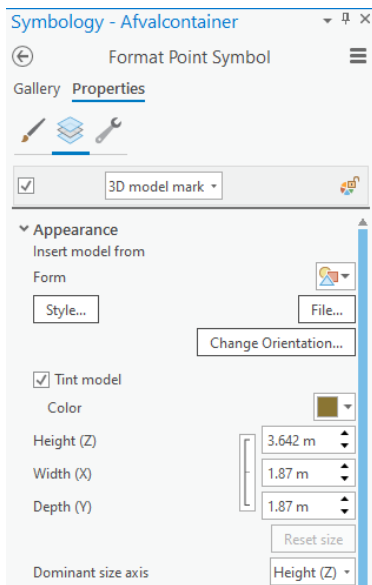 Symbology - Afvalcontainer
Format Point Symbol
Gallery Properties
3D model mark
Appearance
Insert model from
Form
Style... File...
Change Orientation...
Tint model
Color
Height (Z) 3.642 m
Width (X) 1.87 m
Depth (Y) 1.87 m
Reset size
Dominant size axis Height (Z)